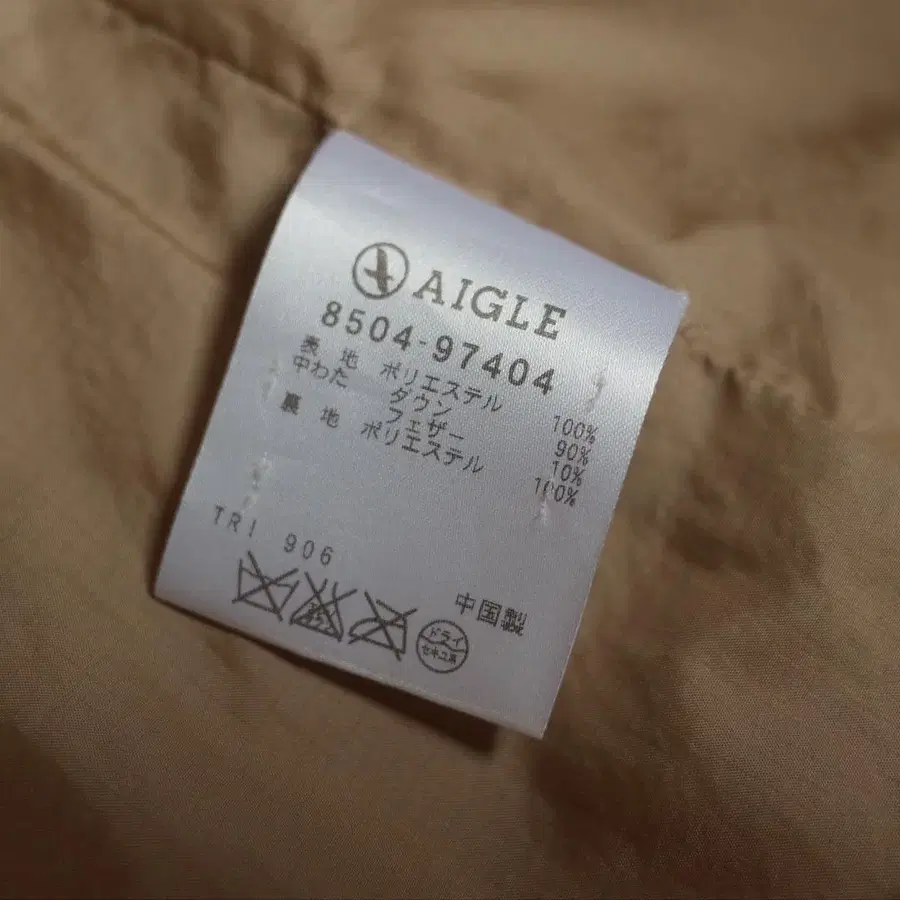 AIGLE
8504-97404
表 地 ポリエステル 100%
中わた ダウン 90%
フェザー 10%
裏 地 ポリエステル 100%
TRI 906
中国製
ドライ